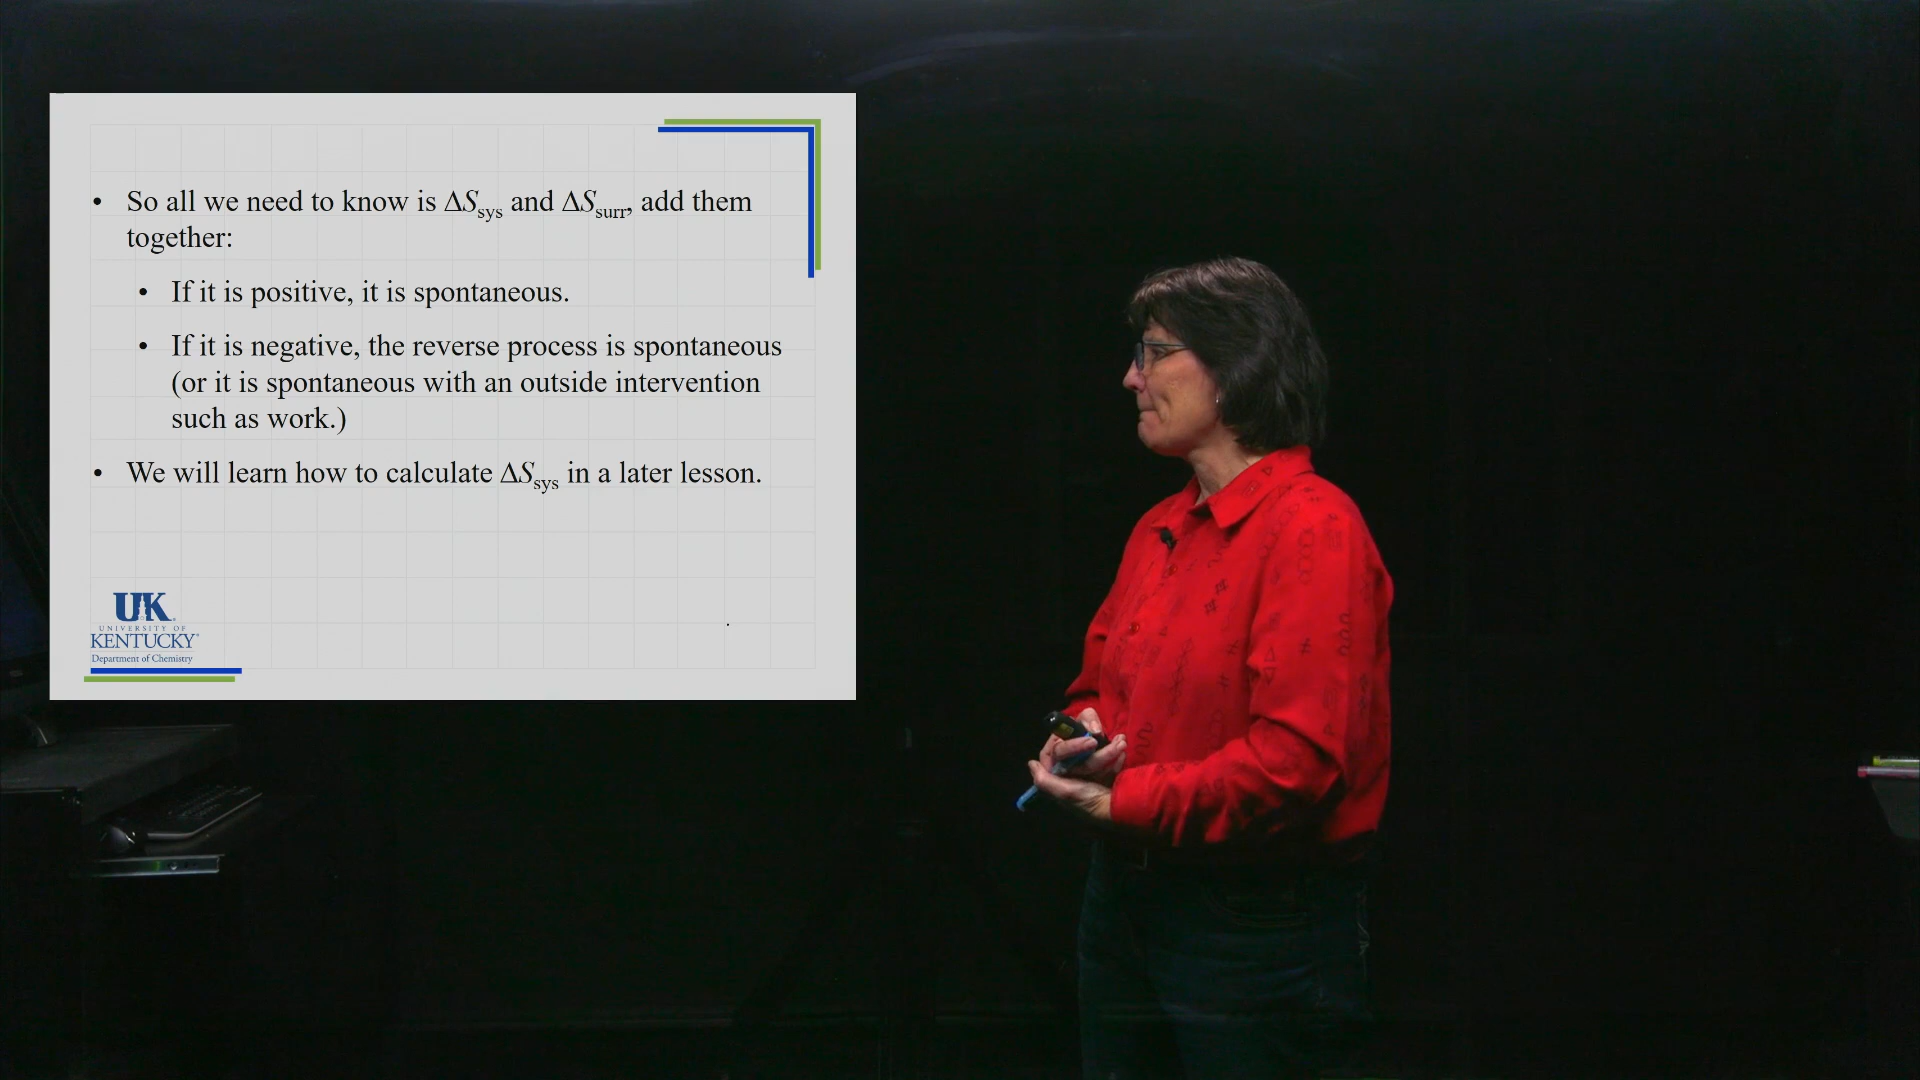 • So all we need to know is ΔSsys and ΔSsurr, add them
together:
• If it is positive, it is spontaneous.
• If it is negative, the reverse process is spontaneous
(or it is spontaneous with an outside intervention
such as work.)
• We will learn how to calculate ΔSsys in a later lesson.
UK
UNIVERSITY OF
KENTUCKY®
Department of Chemistry